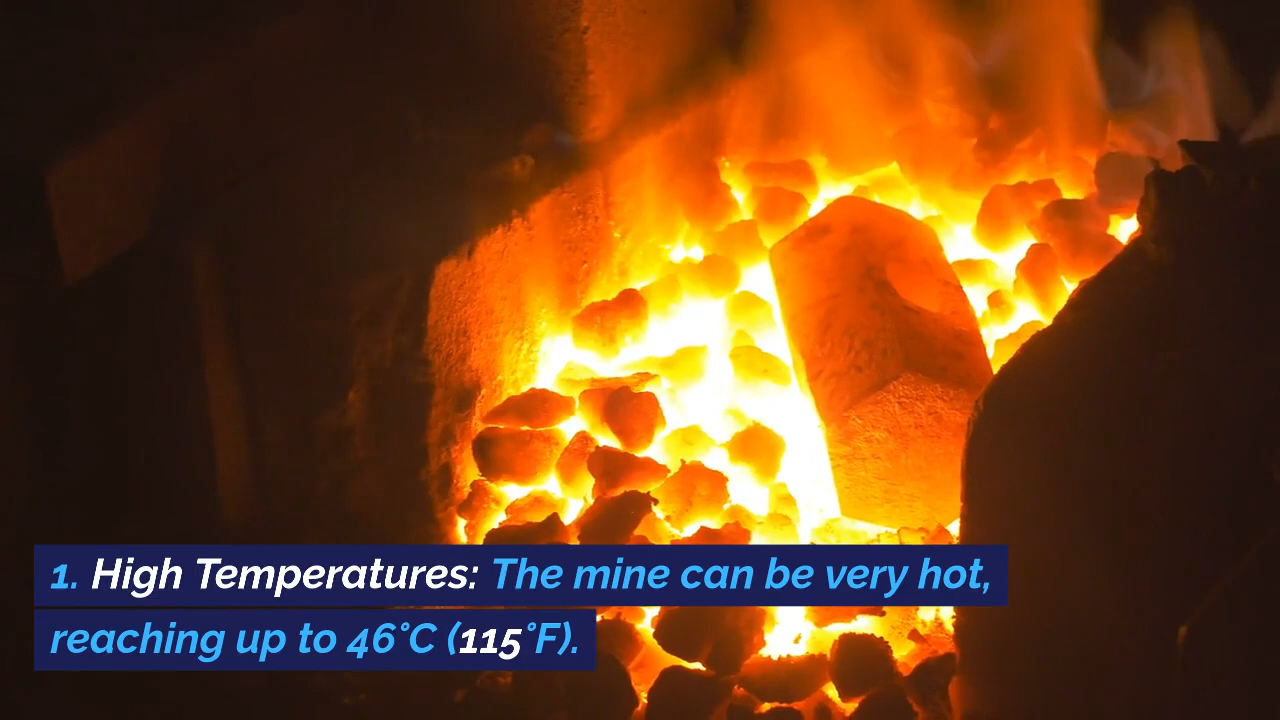 1. High Temperatures: The mine can be very hot,
reaching up to 46°C (115°F).